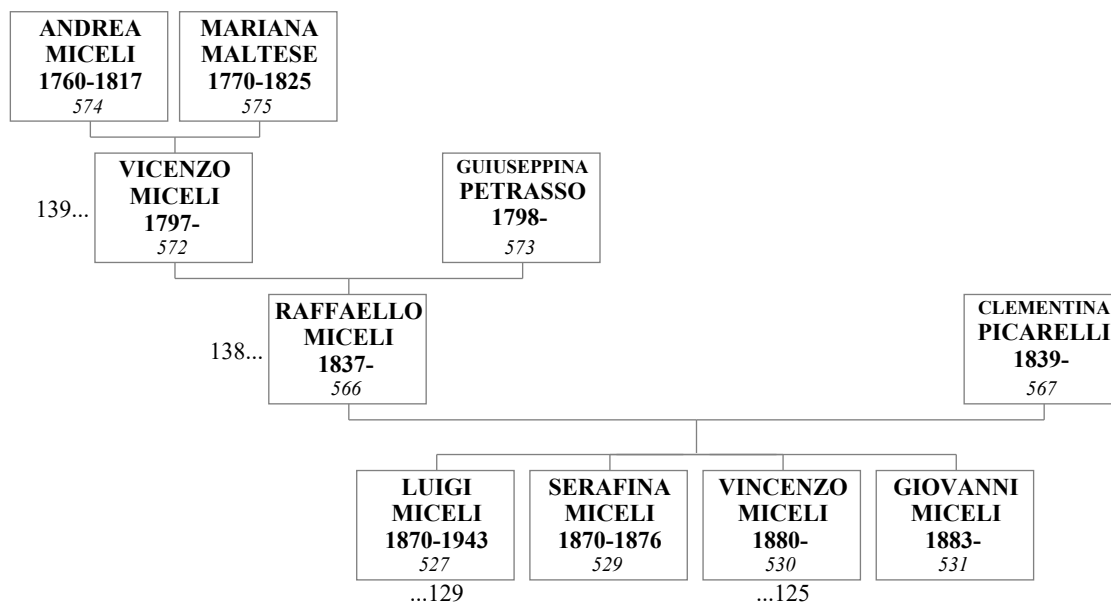 ANDREA
MICELI
1760-1817
574
MARIANA
MALTESE
1770-1825
575
139...
VICENZO
MICELI
1797-
572
GUIUSEPPINA
PETRASSO
1798-
573
138...
RAFFAELLO
MICELI
1837-
566
CLEMENTINA
PICARELLI
1839-
567
LUIGI
MICELI
1870-1943
527
...129
SERAFINA
MICELI
1870-1876
529
VINCENZO
MICELI
1880-
530
...125
GIOVANNI
MICELI
1883-
531